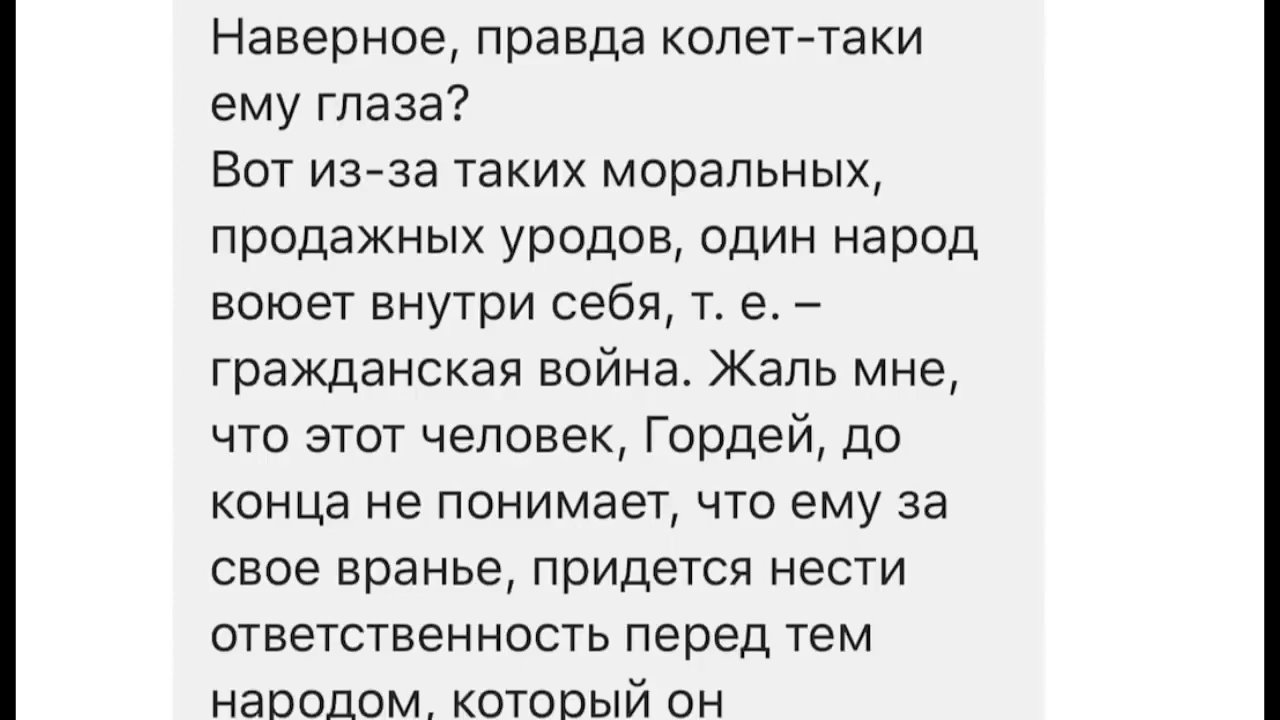 Наверное, правда колет-таки
ему глаза?
Вот из-за таких моральных,
продажных уродов, один народ
воюет внутри себя, т. е. –
гражданская война. Жаль мне,
что этот человек, Гордей, до
конца не понимает, что ему за
свое вранье, придется нести
ответственность перед тем
народом, который он